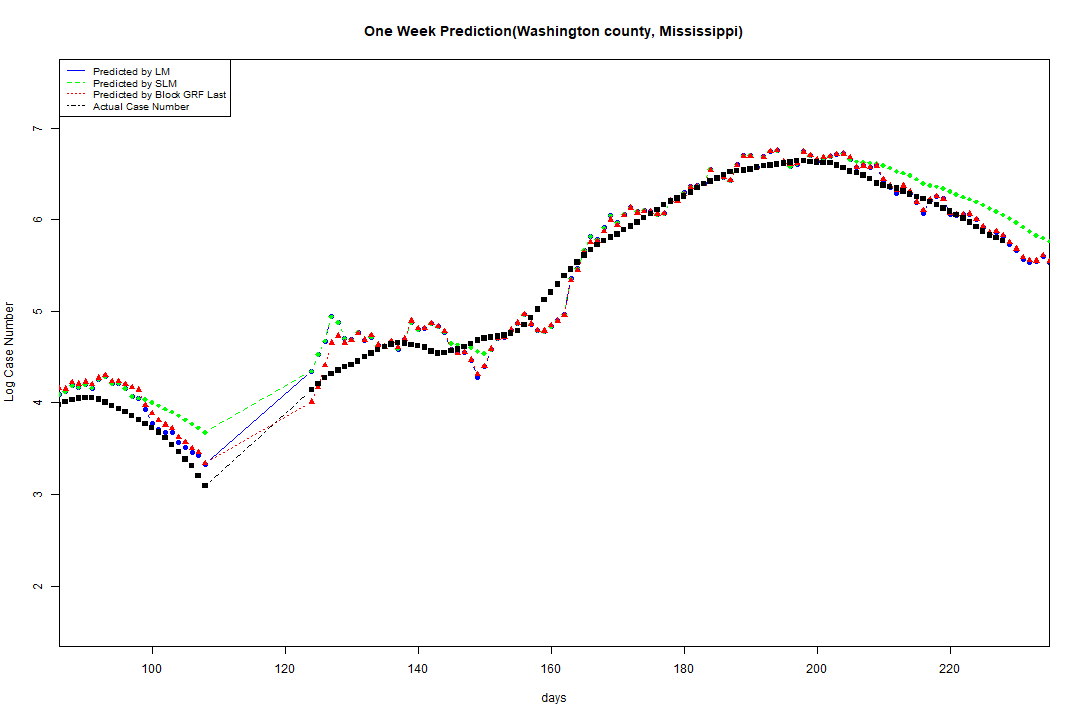 One Week Prediction(Washington county, Mississippi)
Predicted by LM
Predicted by SLM
Predicted by Block GRF Last
Actual Case Number
7
6
5
4
3
2
Log Case Number
100 120 140 160 180 200 220
days